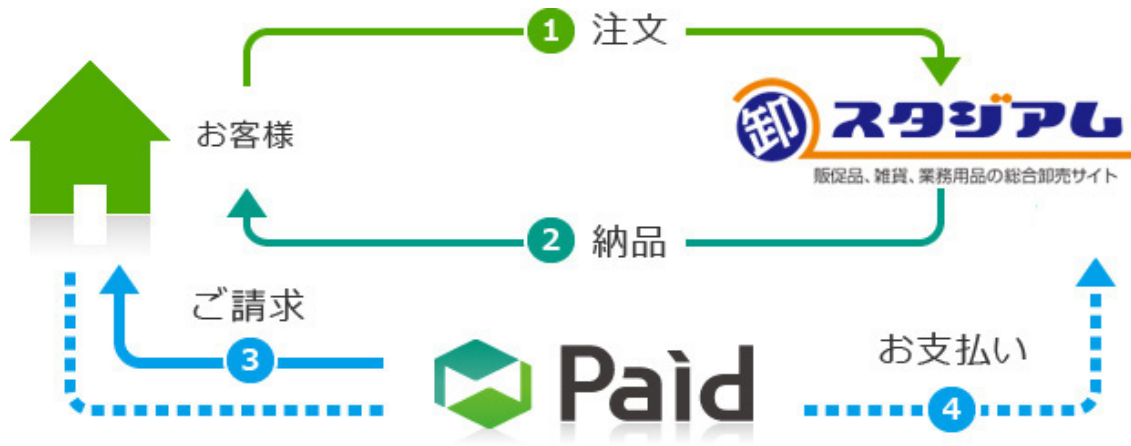 1 注文
お客様
卸 スタジアム
販促品、雑貨、業務用品の総合卸売サイト
2 納品
ご請求
3
Paid
お支払い
4